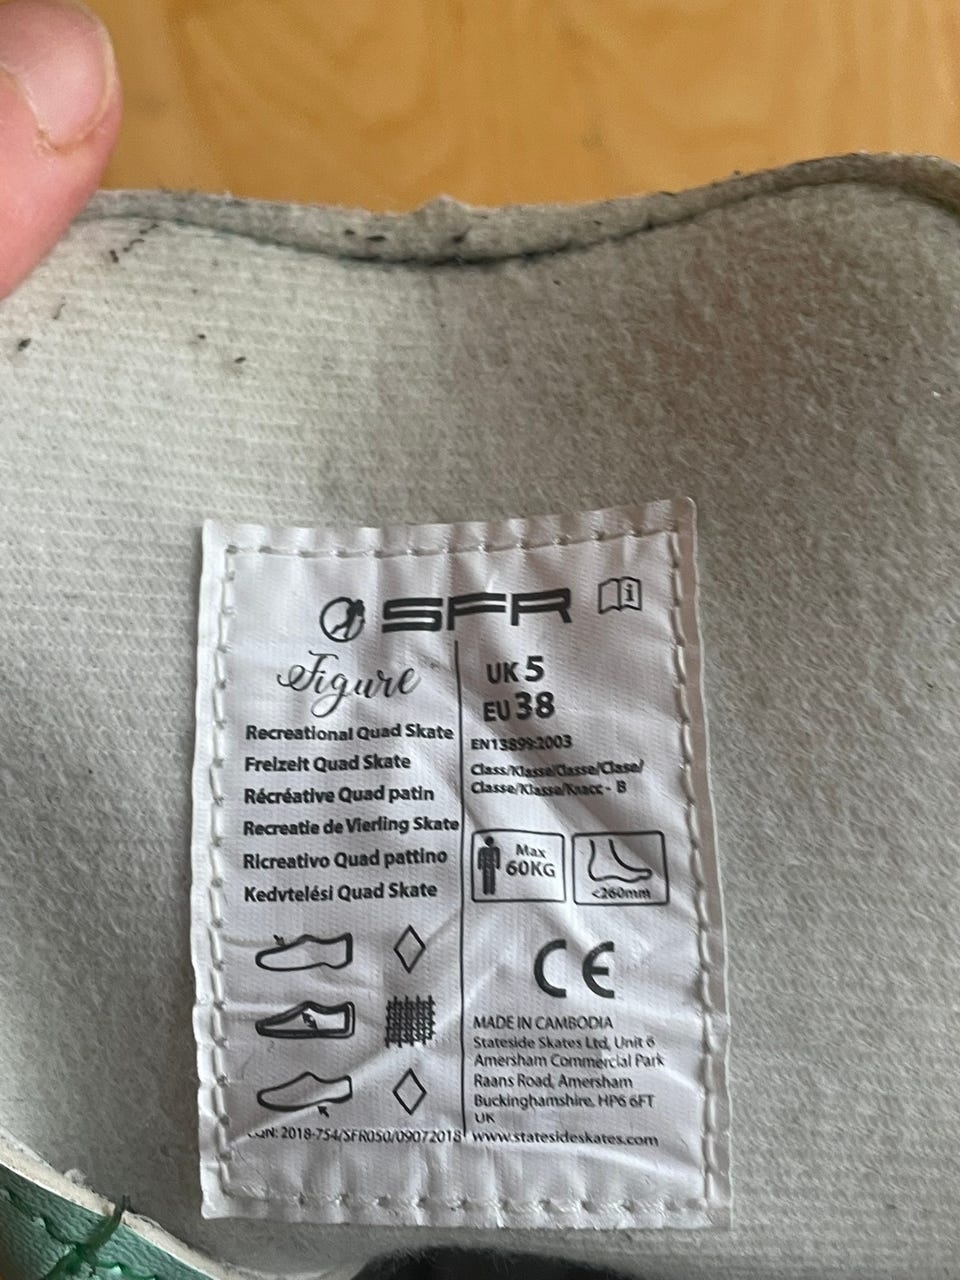 SFR
i
Figure
Recreational Quad Skate
Freizeit Quad Skate
Récréative Quad patin
Recreatie de Vierling Skate
Ricreativo Quad pattino
Kedvtelési Quad Skate
2018-754/SFR050/09072018
UK 5
EU 38
EN13899:2003
Class/Klasse/Classe/Clase/
Classe/Klasse/Класс - B
Max
60KG
<260mm
CE
MADE IN CAMBODIA
Stateside Skates Ltd, Unit 6
Amersham Commercial Park
Raans Road, Amersham
Buckinghamshire, HP6 6FT
UK
www.statesideskates.com